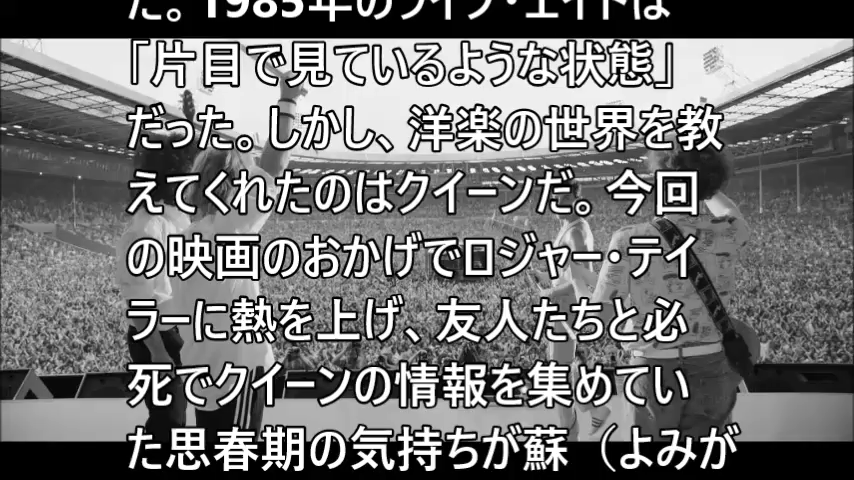 た。1985年のライブ・エイドは
「片目で見ているような状態」
だった。しかし、洋楽の世界を教
えてくれたのはクイーンだ。今回
の映画のおかげでロジャー・テイ
ラーに熱を上げ、友人たちと必
死でクイーンの情報を集めてい
た思春期の気持ちが蘇（よみが